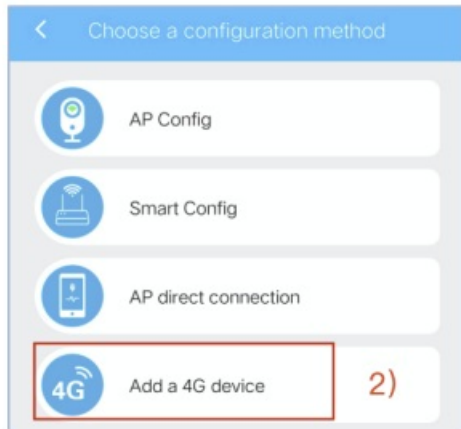 Choose a configuration method
AP Config
Smart Config
AP direct connection
4G Add a 4G device 2)